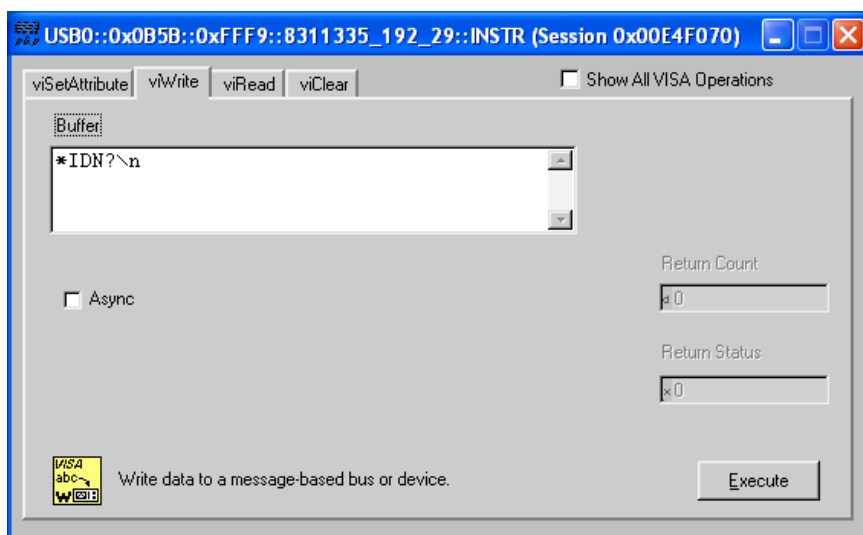 USB0::0x0B5B::0xFFF9::8311335_192_29::INSTR (Session 0x00E4F070)
viSetAttribute viWrite viRead viClear
Show All VISA Operations
Buffer
*IDN?\n
Return Count
d 0
Async
Return Status
x 0
VISA
abc
W
Write data to a message-based bus or device.
Execute